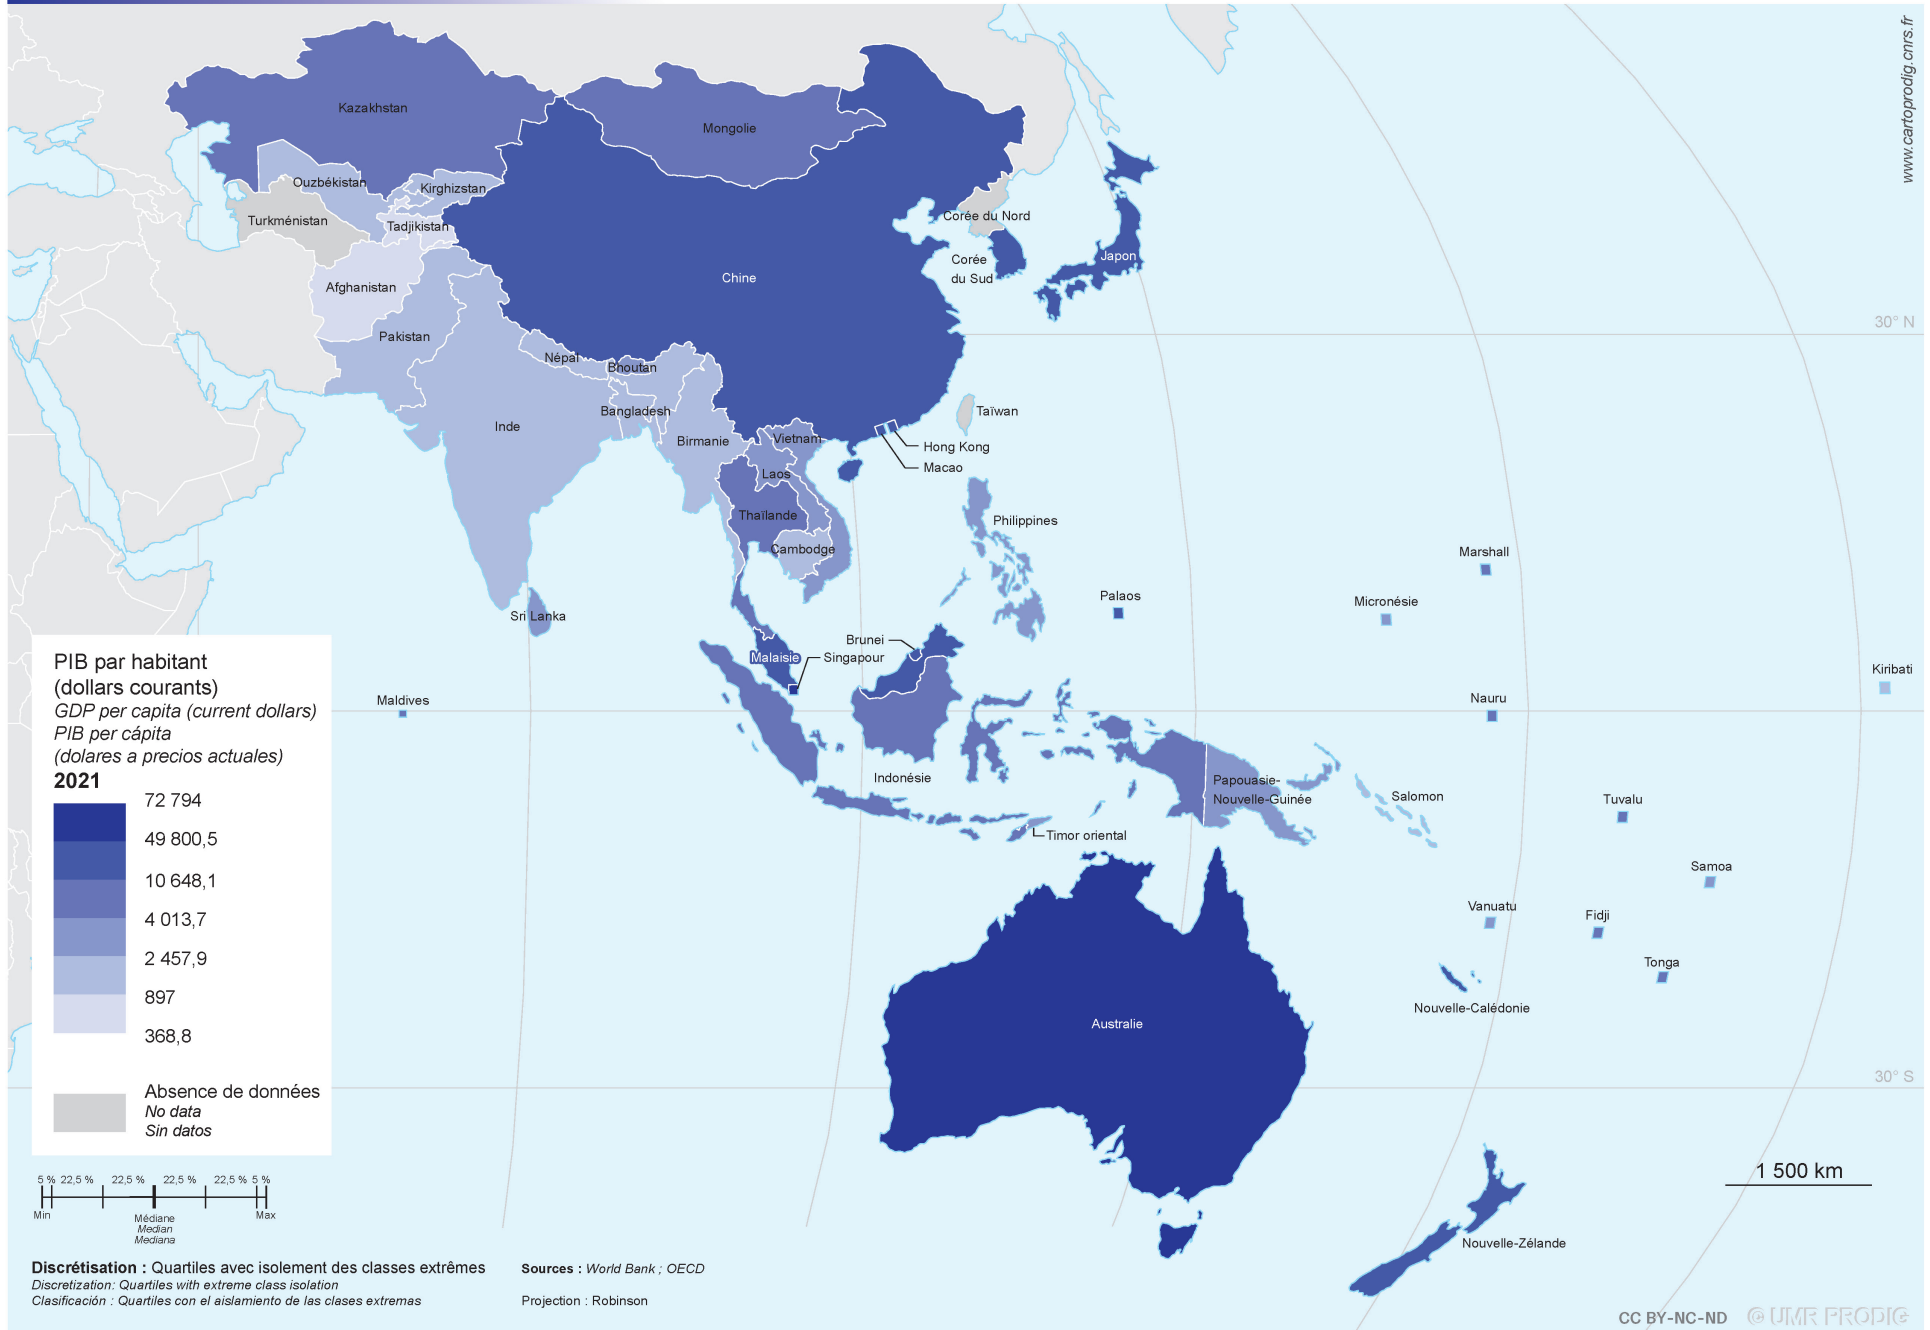 www.cartoprodig.cnrs.fr
Kazakhstan
Mongolie
Ouzbékistan
Kirghizstan
Turkménistan
Tadjikistan
Corée du Nord
Corée
du Sud
Japon
Chine
Afghanistan
Pakistan
30° N
Népal
Bhoutan
Bangladesh
Inde
Birmanie
Vietnam
Taïwan
Hong Kong
Macao
Laos
Thaïlande
Cambodge
Philippines
Marshall
Palaos
Micronésie
Sri Lanka
Brunei
Malaisie
Singapour
Kiribati
Maldives
Nauru
Indonésie
Papouasie-
Nouvelle-Guinée
Salomon
Tuvalu
Timor oriental
Samoa
Vanuatu
Fidji
Tonga
Nouvelle-Calédonie
Australie
30° S
Nouvelle-Zélande
1 500 km
PIB par habitant
(dollars courants)
GDP per capita (current dollars)
PIB per cápita
(dolares a precios actuales)
2021
72 794
49 800,5
10 648,1
4 013,7
2 457,9
897
368,8
Absence de données
No data
Sin datos
5 % 22,5 % 22,5 % 22,5 % 22,5 % 5 %
Min Max
Médiane
Median
Mediana
Discrétisation : Quartiles avec isolement des classes extrêmes
Discretization: Quartiles with extreme class isolation
Clasificación : Quartiles con el aislamiento de las clases extremas
Sources : World Bank ; OECD
Projection : Robinson
CC BY-NC-ND © UMR PRODIG